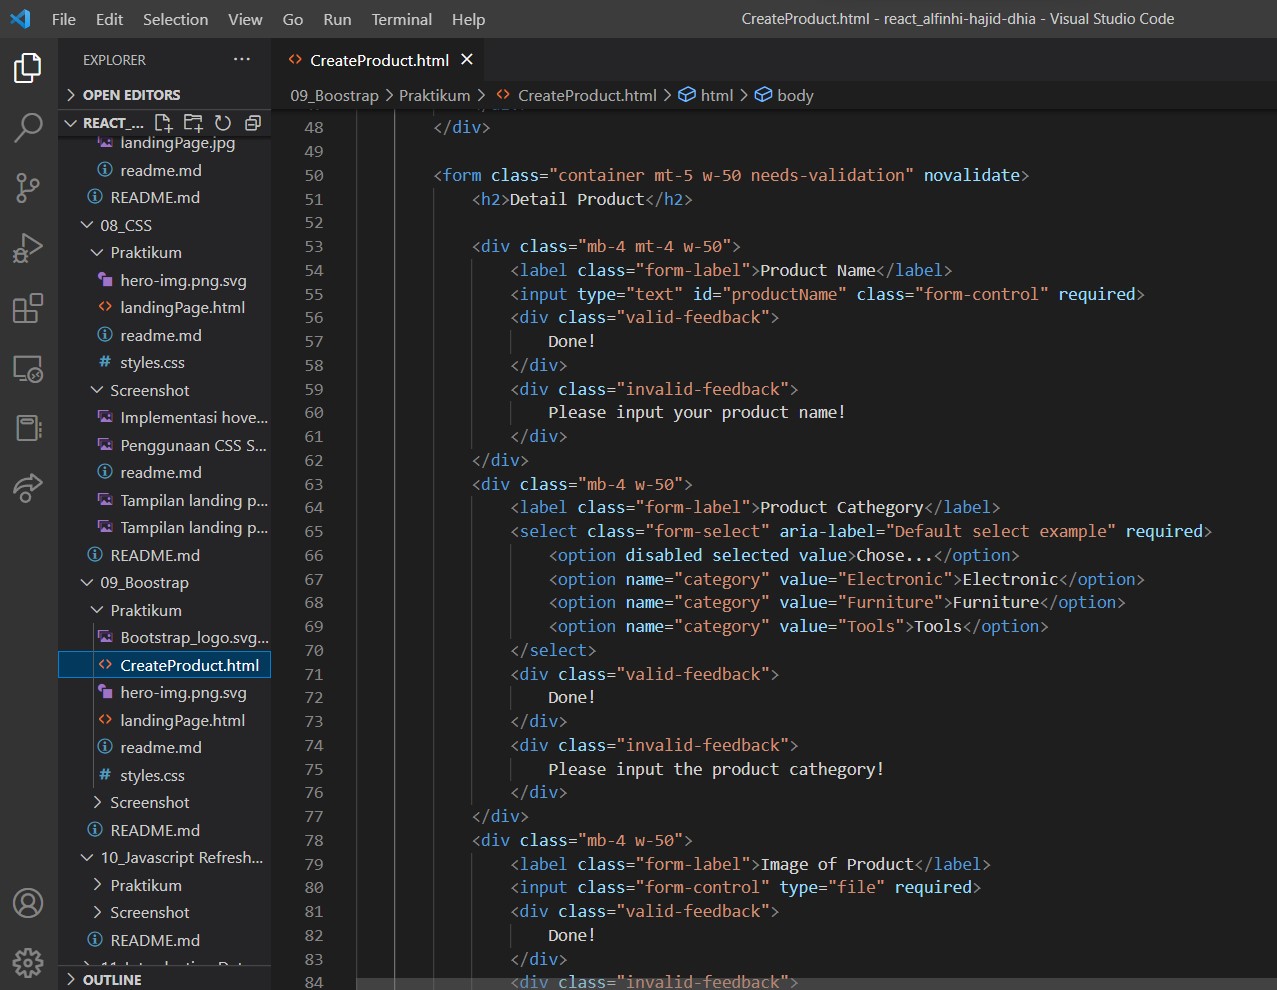 File Edit Selection View Go Run Terminal Help
CreateProduct.html - react_alfinhi-hajid-dhia - Visual Studio Code
EXPLORER ...
OPEN EDITORS
REACT_...
landingPage.jpg
readme.md
README.md
08_CSS
Praktikum
hero-img.png.svg
landingPage.html
readme.md
# styles.css
Screenshot
Implementasi hove...
Penggunaan CSS S...
readme.md
Tampilan landing p...
Tampilan landing p...
README.md
09_Boostrap
Praktikum
Bootstrap_logo.svg...
CreateProduct.html
hero-img.png.svg
landingPage.html
readme.md
# styles.css
Screenshot
README.md
10_Javascript Refresh...
Praktikum
Screenshot
README.md
OUTLINE
CreateProduct.html
09_Boostrap > Praktikum > CreateProduct.html > html > body
48 </div>
49
50 <form class="container mt-5 w-50 needs-validation" novalidate>
51 <h2>Detail Product</h2>
52
53 <div class="mb-4 mt-4 w-50">
54 <label class="form-label">Product Name</label>
55 <input type="text" id="productName" class="form-control" required>
56 <div class="valid-feedback">
57 Done!
58 </div>
59 <div class="invalid-feedback">
60 Please input your product name!
61 </div>
62 </div>
63 <div class="mb-4 w-50">
64 <label class="form-label">Product Cathegory</label>
65 <select class="form-select" aria-label="Default select example" required>
66 <option disabled selected value>Chose...</option>
67 <option name="category" value="Electronic">Electronic</option>
68 <option name="category" value="Furniture">Furniture</option>
69 <option name="category" value="Tools">Tools</option>
70 </select>
71 <div class="valid-feedback">
72 Done!
73 </div>
74 <div class="invalid-feedback">
75 Please input the product cathegory!
76 </div>
77 </div>
78 <div class="mb-4 w-50">
79 <label class="form-label">Image of Product</label>
80 <input class="form-control" type="file" required>
81 <div class="valid-feedback">
82 Done!
83 </div>
84 <div class="invalid-feedback">